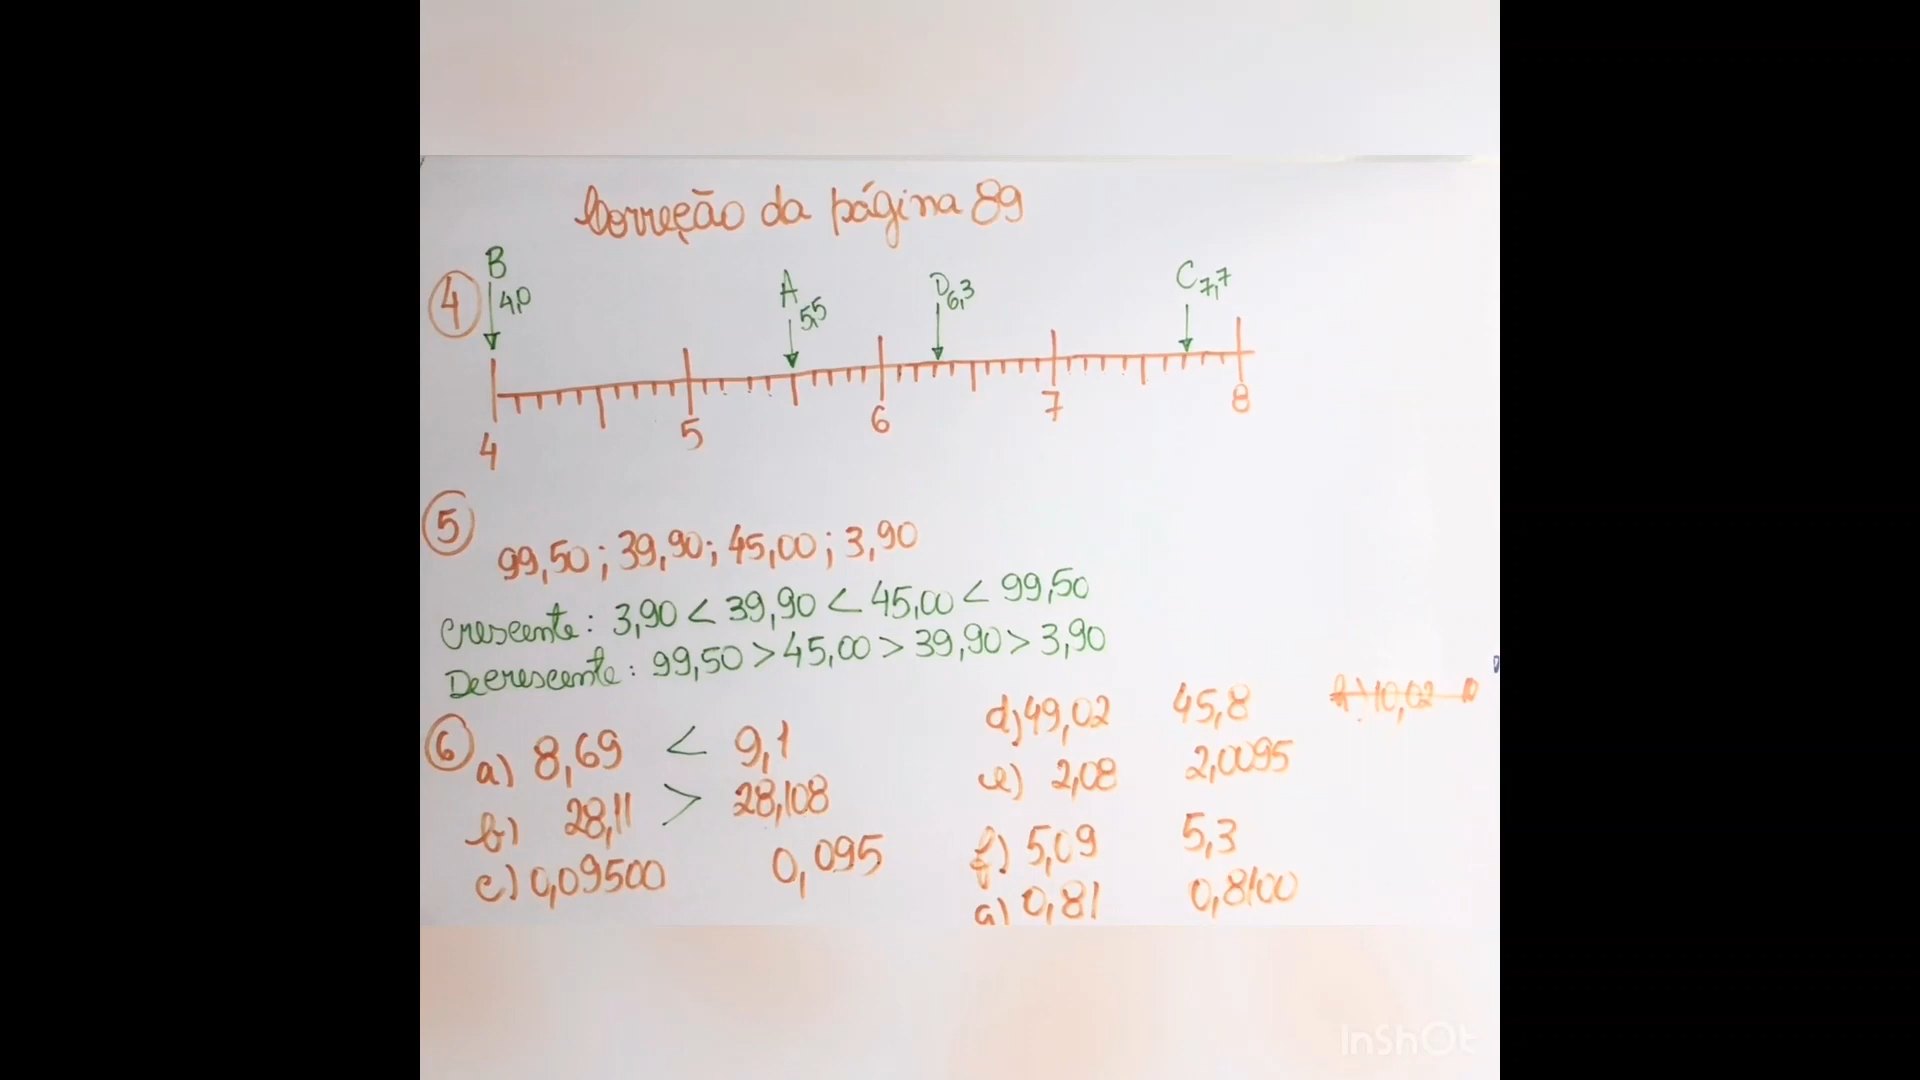 Correção da página 89
B A D C
4 4,0 5,5 6,3 7,7
4 5 6 7 8
5
99,50 ; 39,90 ; 45,00 ; 3,90
Crescente : 3,90 < 39,90 < 45,00 < 99,50
Decrescente : 99,50 > 45,00 > 39,90 > 3,90
6 a) 8,69 < 9,1
b) 28,11 > 28,108
c) 0,09500 0,095
d) 49,02 45,8
e) 2,08 2,0095
f) 5,09 5,3
g) 0,81 0,8100
10,02
InShOt